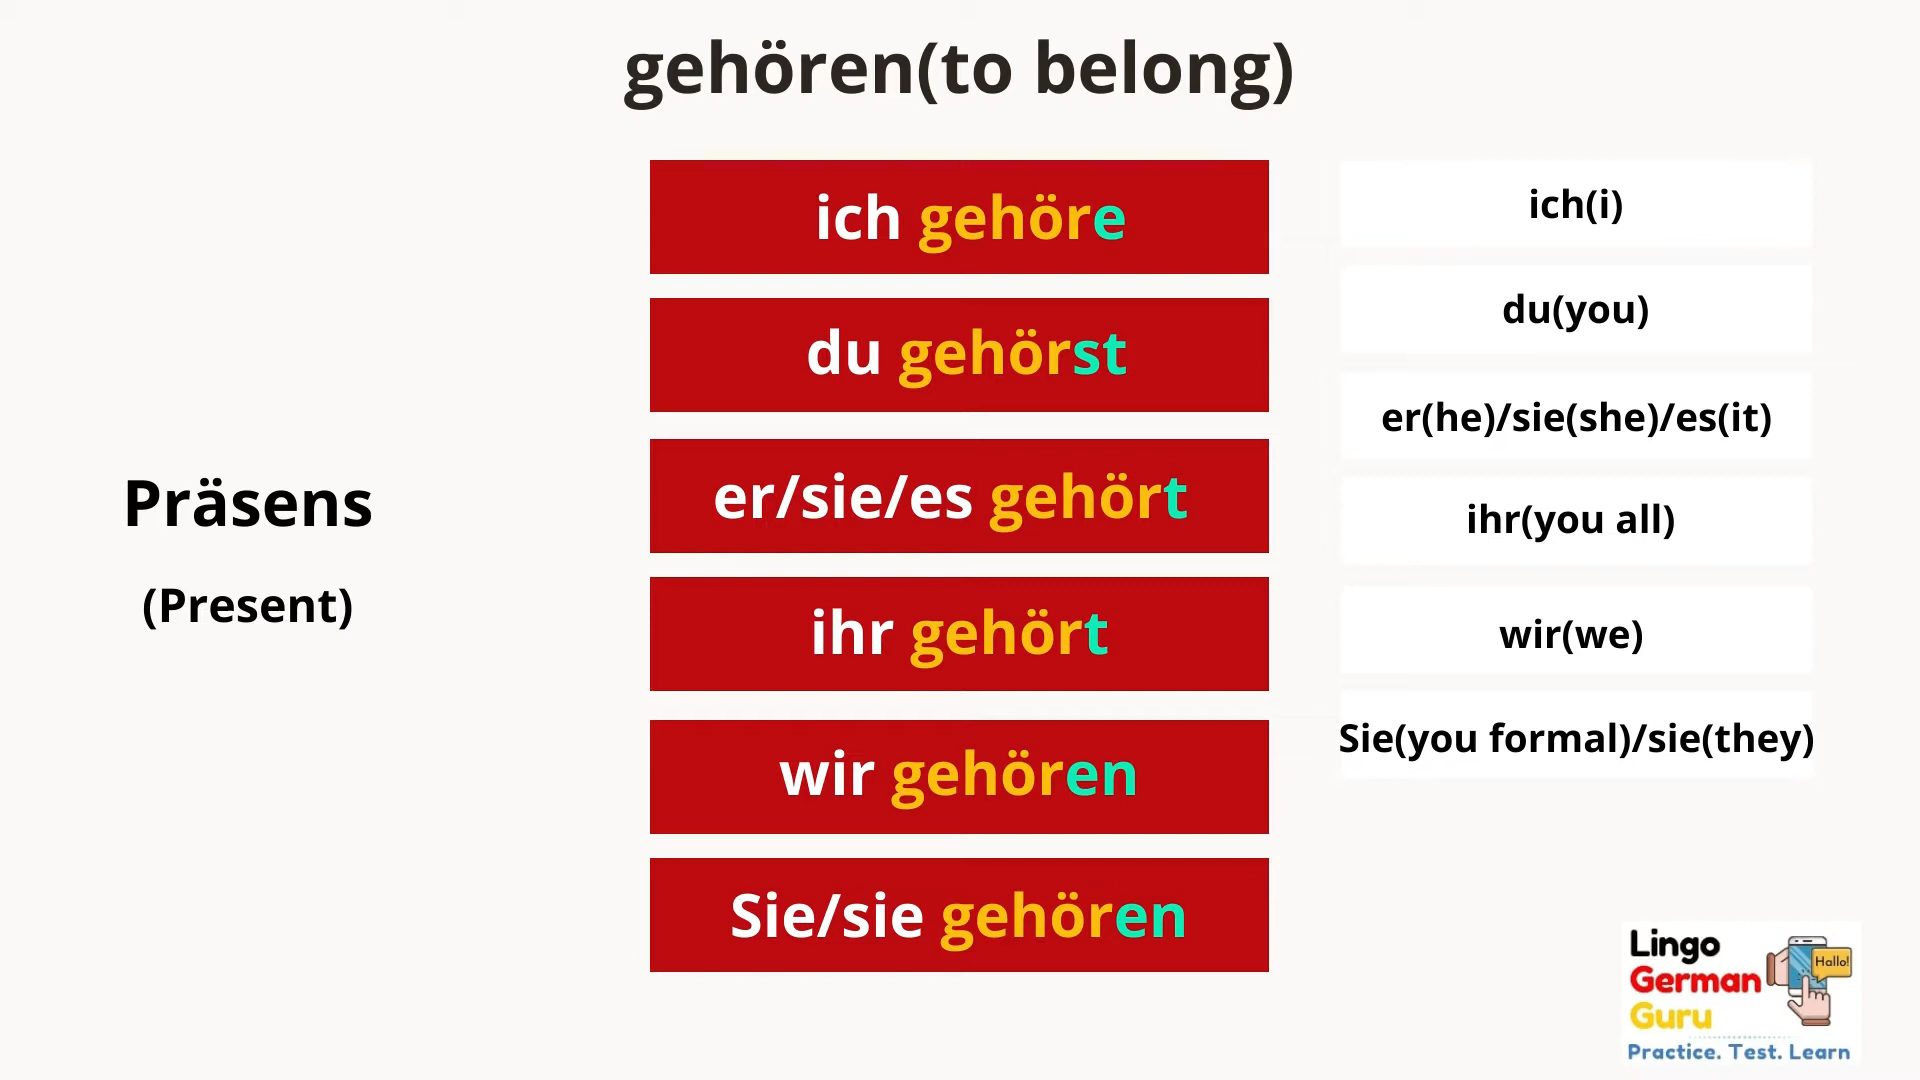 gehören(to belong)
Präsens
(Present)
ich gehöre
du gehörst
er/sie/es gehört
ihr gehört
wir gehören
Sie/sie gehören
ich(i)
du(you)
er(he)/sie(she)/es(it)
ihr(you all)
wir(we)
Sie(you formal)/sie(they)
Lingo
German
Guru
Hallo!
Practice. Test. Learn